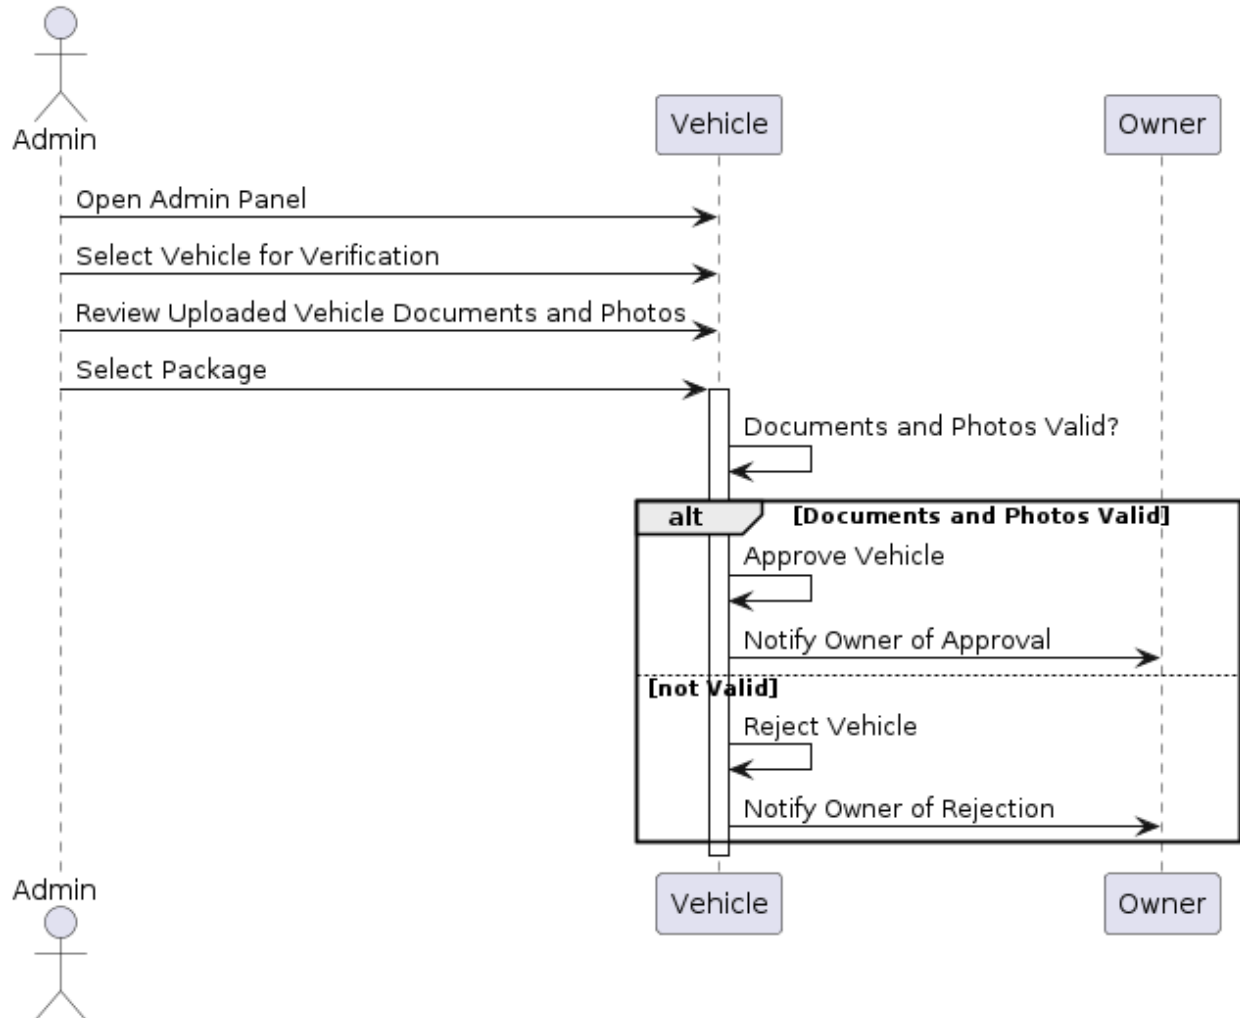 Admin
Vehicle
Owner
Open Admin Panel
Select Vehicle for Verification
Review Uploaded Vehicle Documents and Photos
Select Package
Documents and Photos Valid?
alt
[Documents and Photos Valid]
Approve Vehicle
Notify Owner of Approval
[not Valid]
Reject Vehicle
Notify Owner of Rejection
Admin
Vehicle
Owner